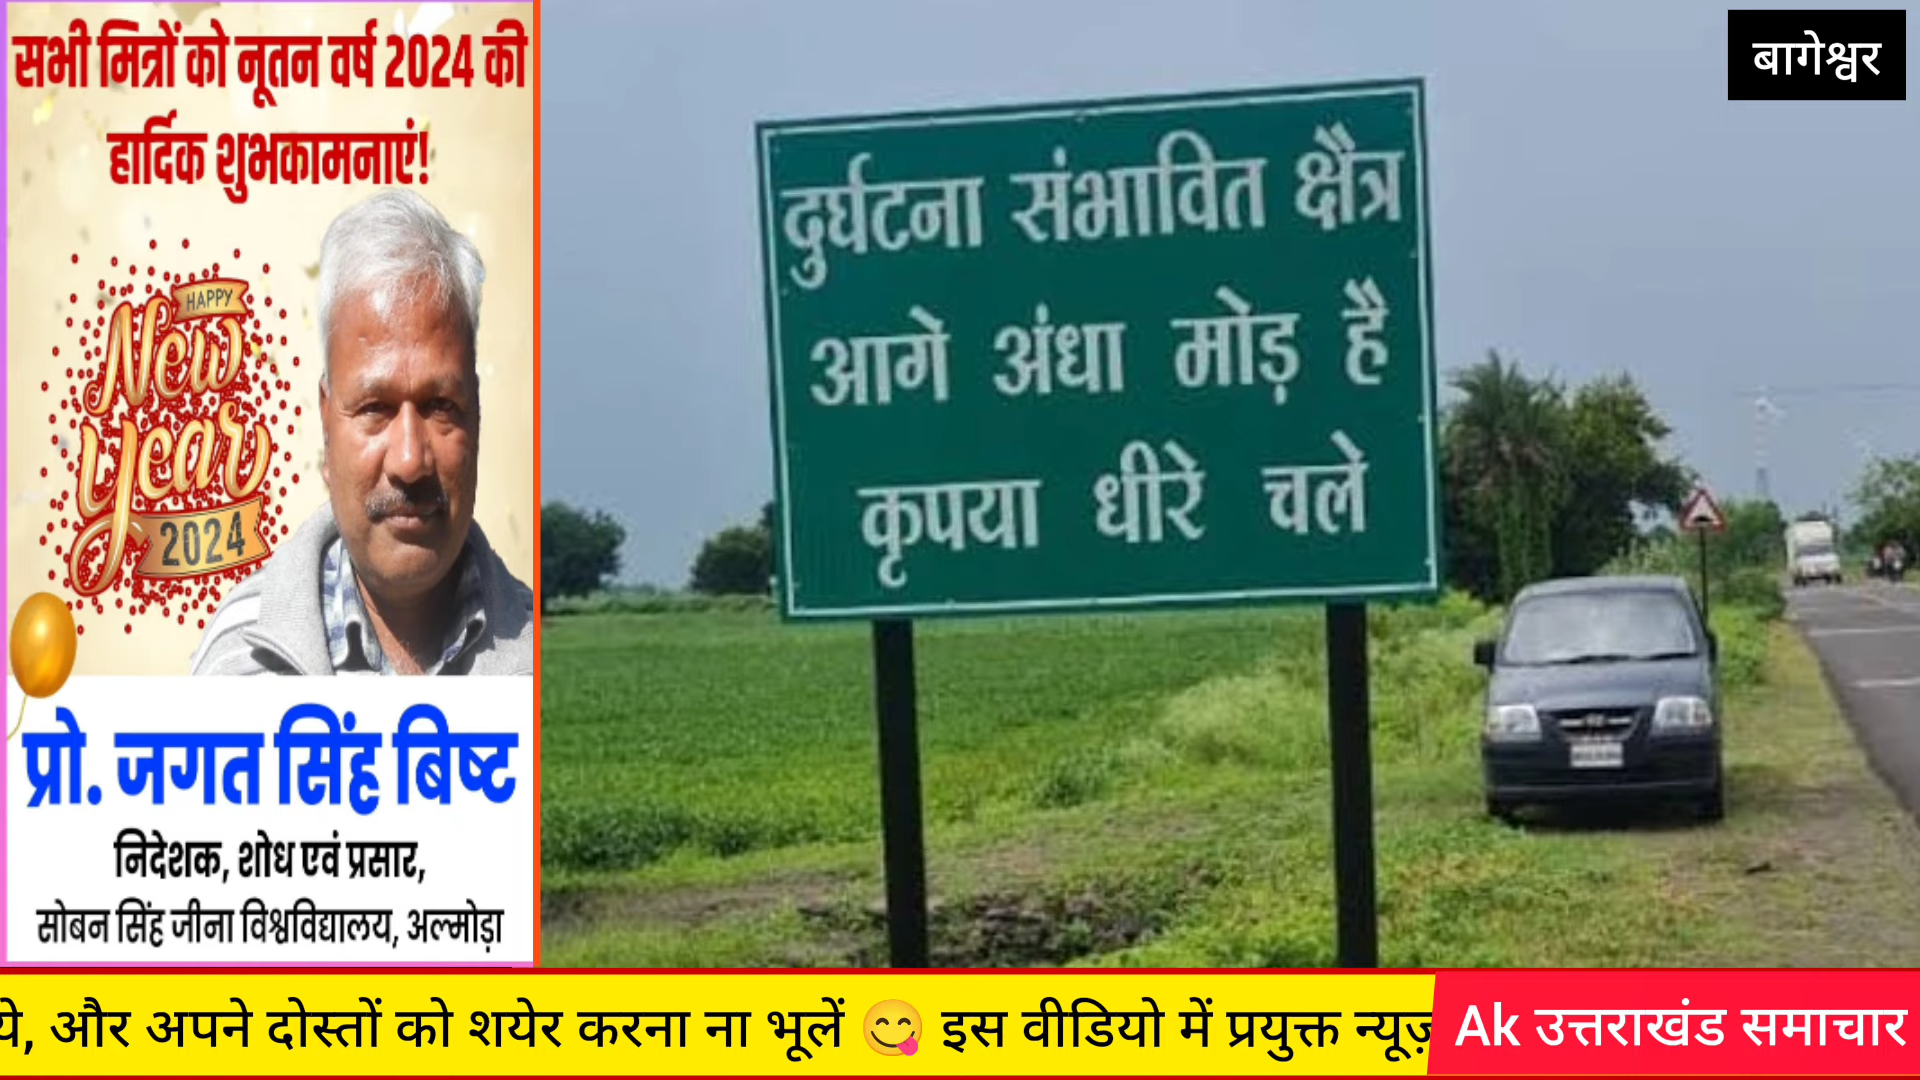 सभी मित्रों को नूतन वर्ष 2024 की
हार्दिक शुभकामनाएं!
HAPPY
New
Year
2024
प्रो. जगत सिंह बिष्ट
निदेशक, शोध एवं प्रसार,
सोबन सिंह जीना विश्वविद्यालय, अल्मोड़ा
बागेश्वर
दुर्घटना संभावित क्षैत्र
आगे अंधा मोड़ है
कृपया धीरे चले
ये, और अपने दोस्तों को शयेर करना ना भूलें 😋 इस वीडियो में प्रयुक्त न्यूज़
Ak उत्तराखंड समाचार